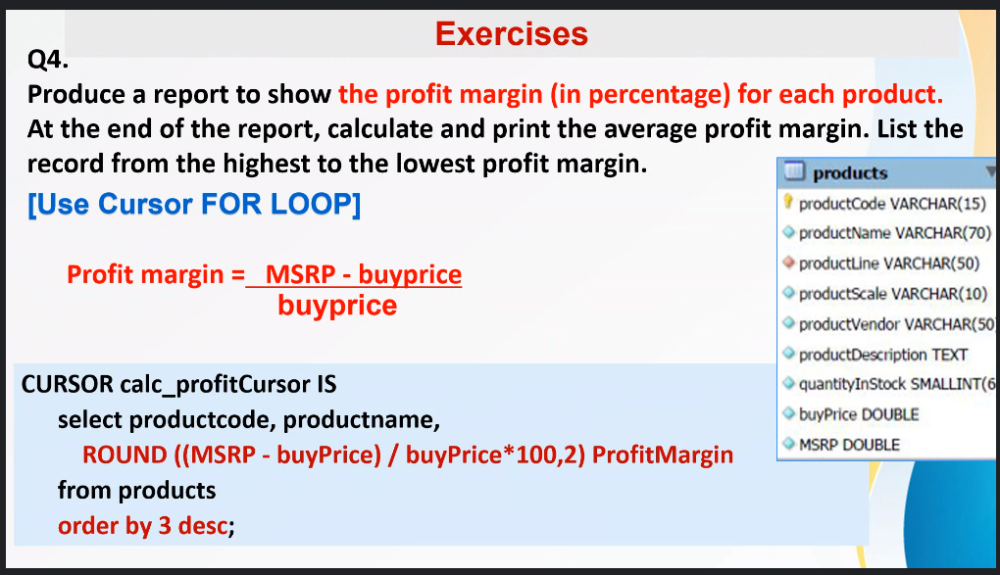 Exercises
Q4.
Produce a report to show the profit margin (in percentage) for each product.
At the end of the report, calculate and print the average profit margin. List the
record from the highest to the lowest profit margin.
[Use Cursor FOR LOOP]
Profit margin = MSRP - buyprice
buyprice
CURSOR calc_profitCursor IS
select productcode, productname,
ROUND ((MSRP - buyPrice) / buyPrice*100,2) ProfitMargin
from products
order by 3 desc;
products
productCode VARCHAR(15)
productName VARCHAR(70)
productLine VARCHAR(50)
productScale VARCHAR(10)
productVendor VARCHAR(50)
productDescription TEXT
quantityInStock SMALLINT(6
buyPrice DOUBLE
MSRP DOUBLE